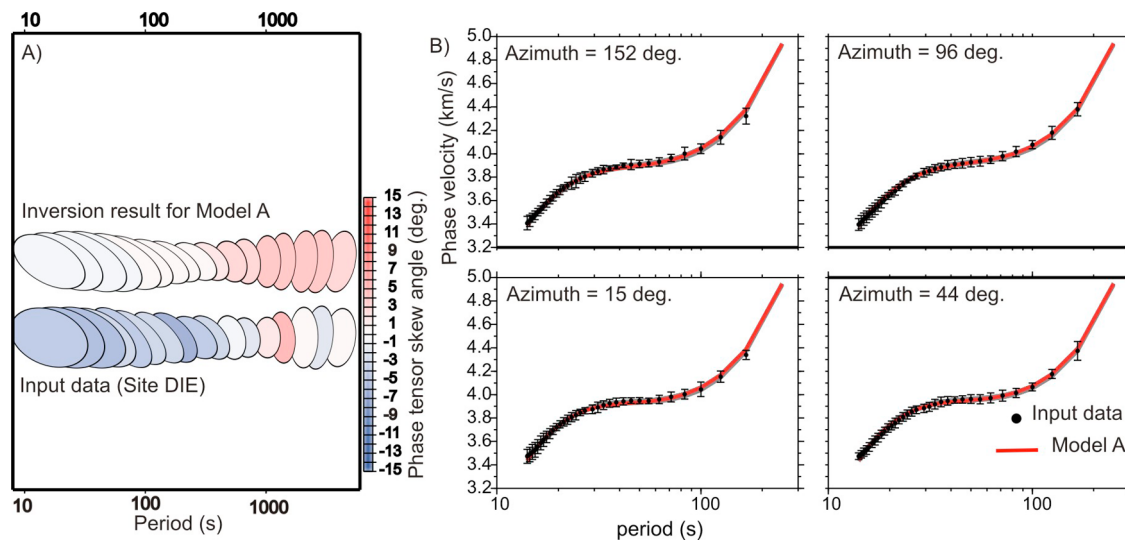 10 100 1000
A)
Inversion result for Model A
Input data (Site DIE)
10 100 1000
Period (s)
15
13
11
9
7
5
3
1
-1
-3
-5
-7
-9
-11
-13
-15
Phase tensor skew angle (deg.)
B)
Phase velocity (km/s)
5.0
4.8
4.4
4.2
4.0
3.8
3.6
3.4
3.2
Azimuth = 152 deg.
Azimuth = 96 deg.
5.0
4.8
4.6
4.4
4.2
4.0
3.8
3.6
3.4
3.2
Azimuth = 15 deg.
Azimuth = 44 deg.
Input data
Model A
10 100
100
period (s)